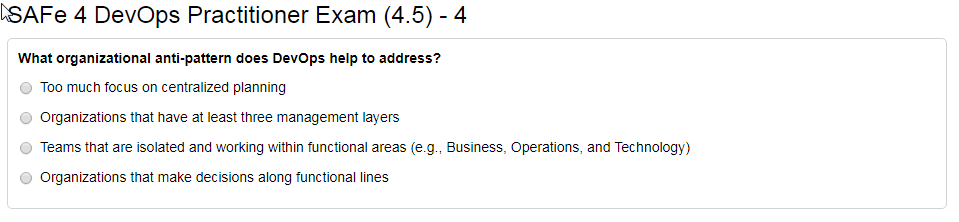 SAFe 4 DevOps Practitioner Exam (4.5) - 4
What organizational anti-pattern does DevOps help to address?
Too much focus on centralized planning
Organizations that have at least three management layers
Teams that are isolated and working within functional areas (e.g., Business, Operations, and Technology)
Organizations that make decisions along functional lines